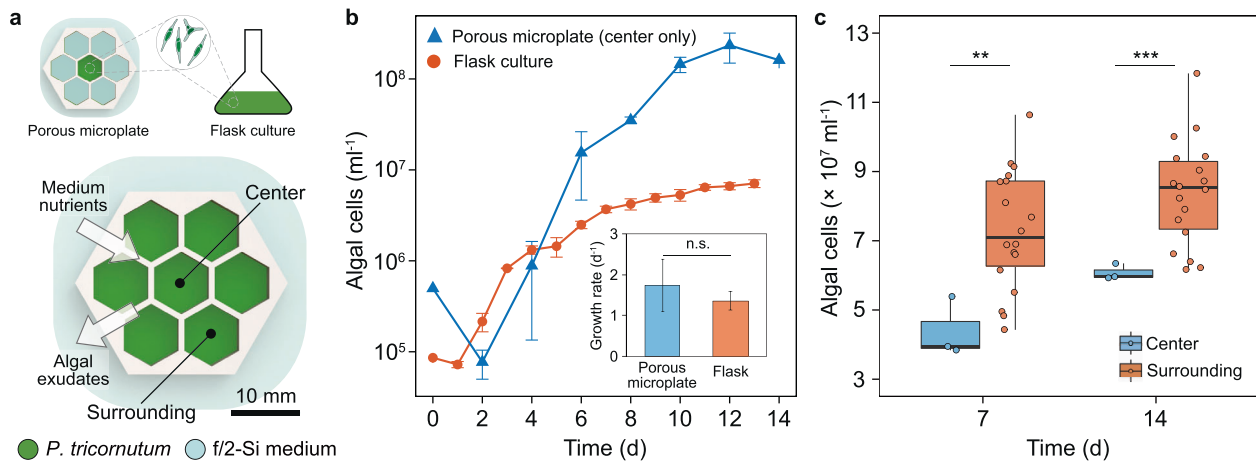 a
Porous microplate
Flask culture
Medium
nutrients
Center
Algal
exudates
Surrounding
10 mm
P. tricornutum
f/2-Si medium
b
Porous microplate (center only)
Flask culture
Algal cells (ml⁻¹)
10⁸
10⁷
10⁶
10⁵
0 2 4 6 8 10 12 14
Time (d)
n.s.
Growth rate (d⁻¹)
3
2
1
0
Porous
microplate
Flask
c
Algal cells (× 10⁷ ml⁻¹)
13
11
9
7
5
3
**
***
Center
Surrounding
7 14
Time (d)